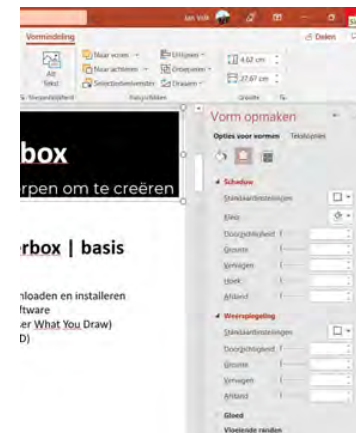 Jan Volk
Vormindeling
Delen
Naar voren
Uitlijnen
4,62 cm
Alt
Naar achteren
Groeperen
Tekst
Selectiedeelvenster
Draaien
27,67 cm
Toegankelijkheid
Rangschikken
Grootte
Vorm opmaken
Opties voor vormen
Tekstopties
box
rpen om te creëren
Schaduw
Standaardinstellingen
Kleur
Doorzichtigheid
Grootte
Vervagen
Hoek
Afstand
rbox | basis
nloaden en installeren
ftware
er What You Draw)
D)
Weerspiegeling
Standaardinstellingen
Doorzichtigheid
Grootte
Vervagen
Afstand
Gloed
Vloeiende randen